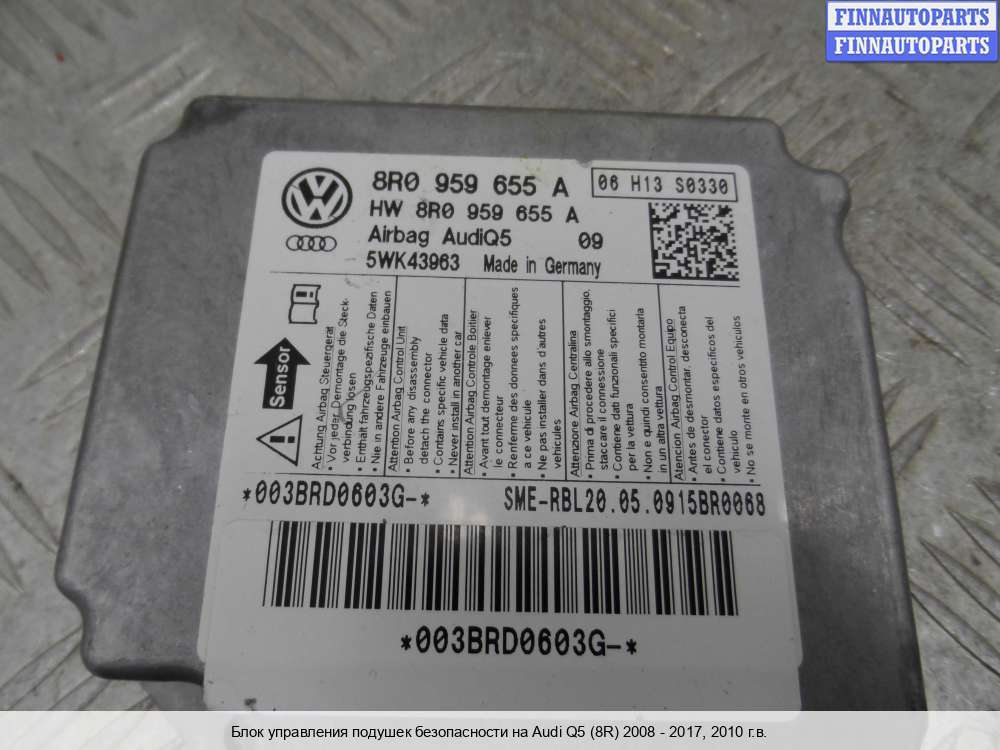 FINNAUTOPARTS
FINNAUTOPARTS
8R0 959 655 A
06 H13 S0330
HW 8R0 959 655 A
Airbag AudiQ5 09
5WK43963 Made in Germany
Sensor
Achtung Airbag Steuergerät
• Vor jeder Demontage die Steck-
verbindung lösen
• Enthält fahrzeugspezifische Daten
• Nie in andere Fahrzeuge einbauen
Attention Airbag Control Unit
• Before any disassembly
detach the connector
• Contains specific vehicle data
• Never install in another car
Attention Airbag Controle Boitier
• Avant tout demontage enlever
le connecteur
• Renferme des donnees specifiques
a ce vehicule
• Ne pas installer dans d'autres
vehicules
Attenzione Airbag Centralina
• Prima di procedere allo smontaggio,
staccare il connessione
• Contiene dati funzionali specifici
per la vettura
• Non e quindi consentito montarla
in un altra vettura
Atencion Airbag Control Equipo
• Antes de desmontar, desconecta
el conector
• Contiene datos especificos del
vehiculo
• No se monte en otros vehiculos
*003BRD0603G-* SME-RBL20.05.0915BR0068
*003BRD0603G-*
Блок управления подушек безопасности на Audi Q5 (8R) 2008 - 2017, 2010 г.в.